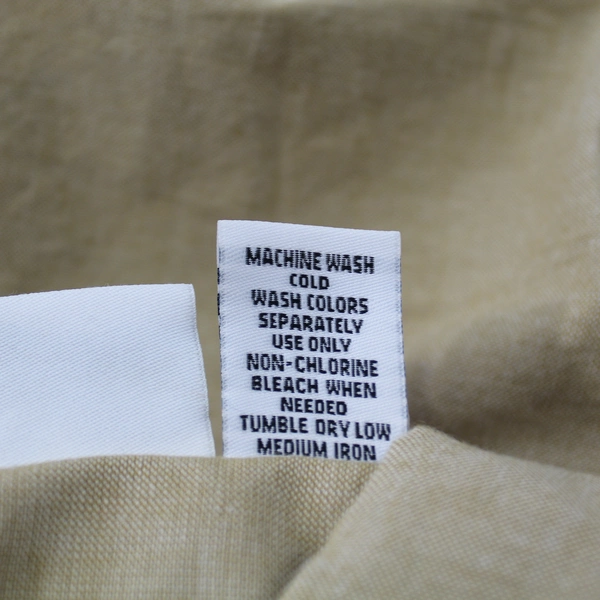 MACHINE WASH
COLD
WASH COLORS
SEPARATELY
USE ONLY
NON-CHLORINE
BLEACH WHEN
NEEDED
TUMBLE DRY LOW
MEDIUM IRON